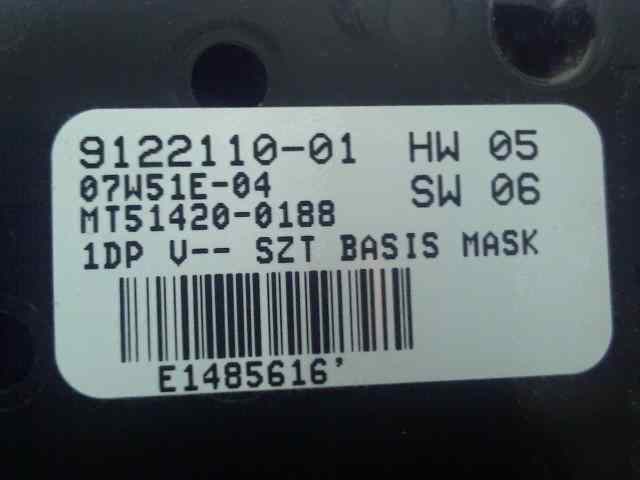 9122110-01 HW 05
07W51E-04 SW 06
MT51420-0188
1DP V-- SZT BASIS MASK
E1485616'